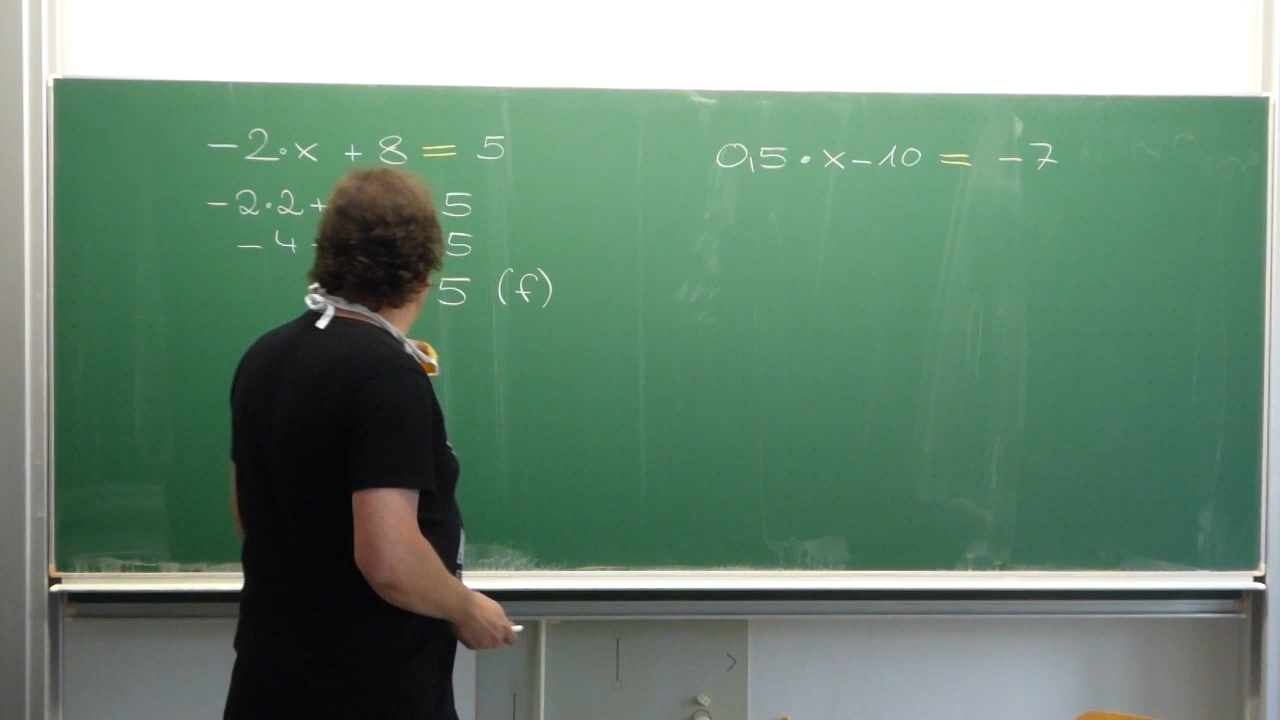 -2·x + 8 = 5
-2·2+ 5
-4 5
5 (f)
0,5·x-10 = -7